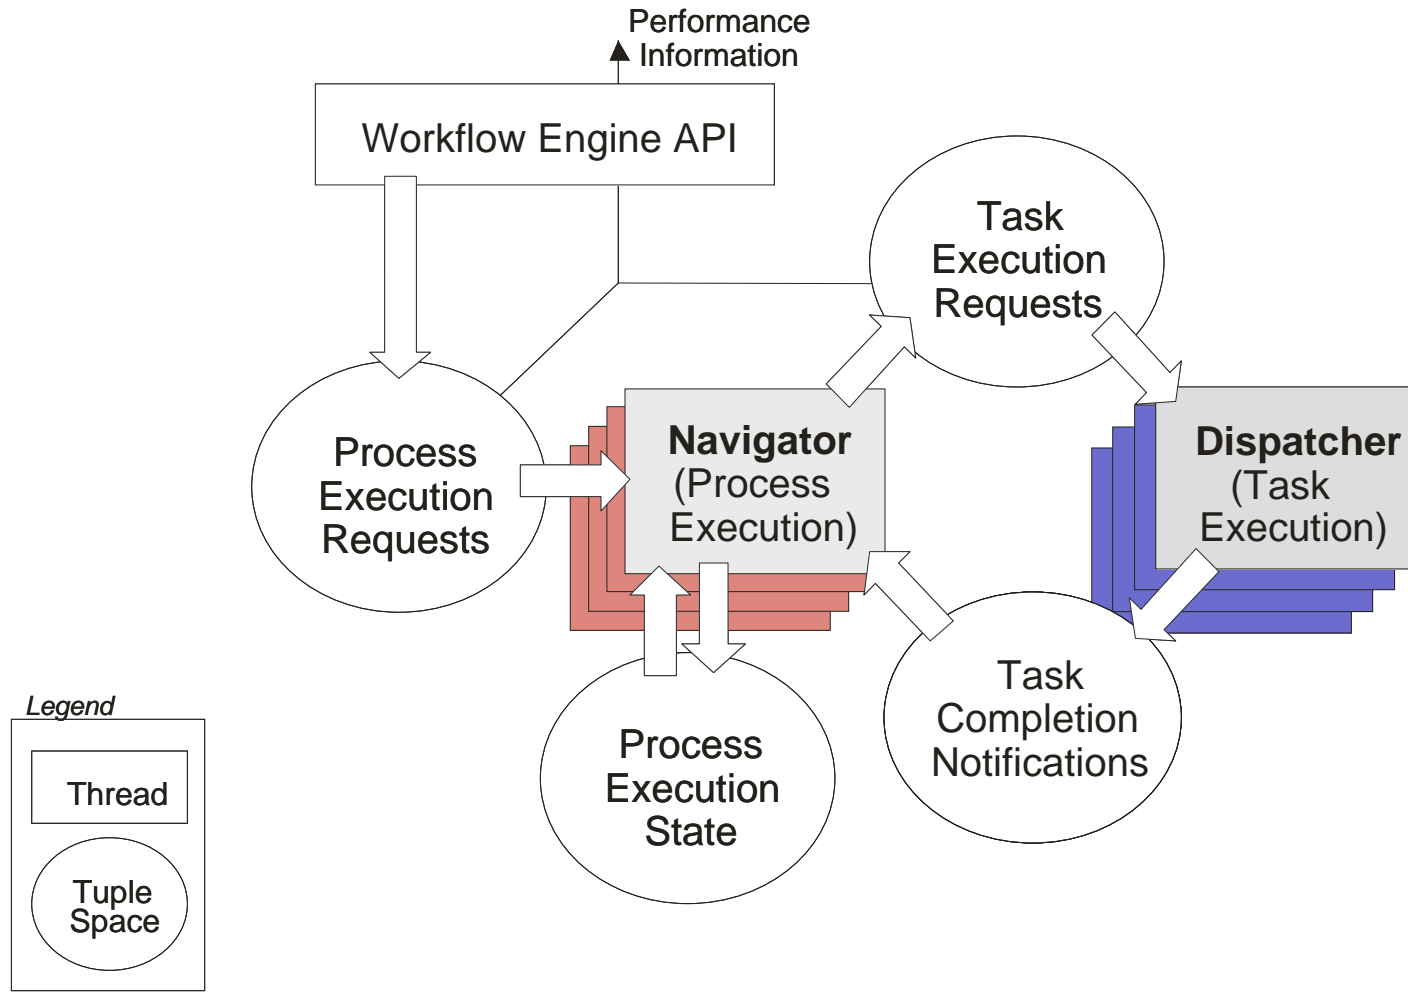 Performance
Information
Workflow Engine API
Task
Execution
Requests
Process
Execution
Requests
Navigator
(Process
Execution)
Dispatcher
(Task
Execution)
Task
Completion
Notifications
Process
Execution
State
Legend
Thread
Tuple
Space